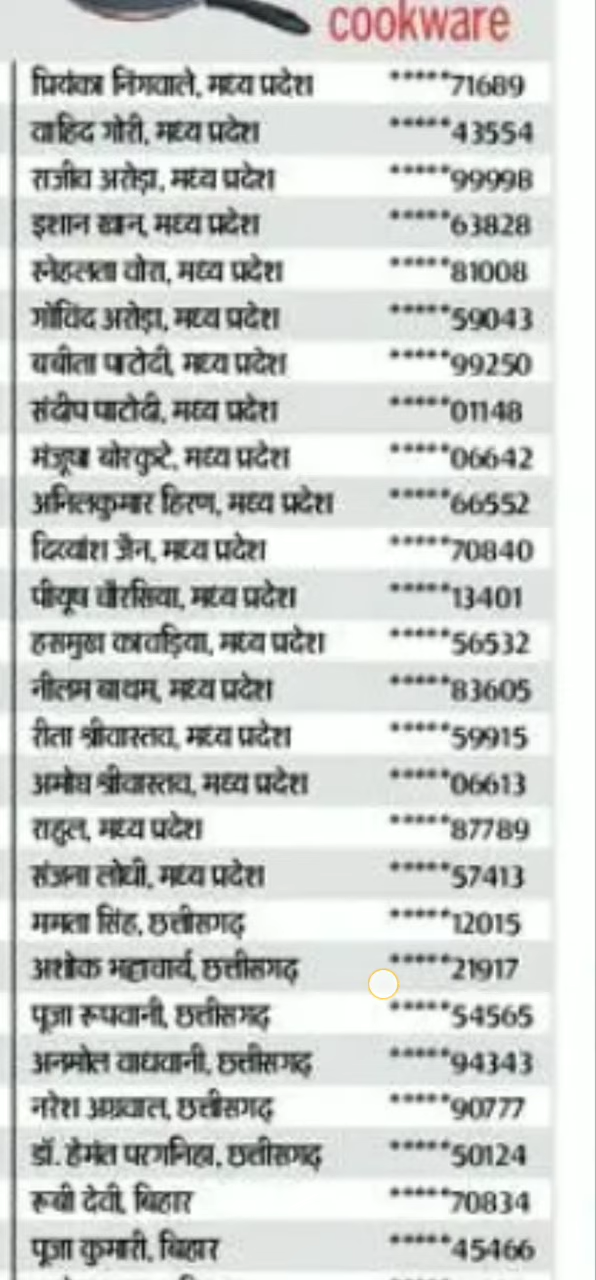 cookware
प्रियंका निंगवाले, मध्य प्रदेश *****71689
वाहिद गोरी, मध्य प्रदेश *****43554
राजीव अरोड़ा, मध्य प्रदेश *****99998
इशान खान, मध्य प्रदेश *****63828
स्नेहलता वोरा, मध्य प्रदेश *****81008
गोविंद अरोड़ा, मध्य प्रदेश *****59043
बबीता पाटोदी, मध्य प्रदेश *****99250
संदीप पाटोदी, मध्य प्रदेश *****01148
मंजूषा बोरकुटे, मध्य प्रदेश *****06642
अनिलकुमार हिरण, मध्य प्रदेश *****66552
दिव्यांश जैन, मध्य प्रदेश *****70840
पीयूष चौरसिया, मध्य प्रदेश *****13401
हसमुख कावड़िया, मध्य प्रदेश *****56532
नीलम बाथम, मध्य प्रदेश *****83605
रीता श्रीवास्तव, मध्य प्रदेश *****59915
अमोघ श्रीवास्तव, मध्य प्रदेश *****06613
राहुल, मध्य प्रदेश *****87789
संजना लोधी, मध्य प्रदेश *****57413
ममता सिंह, छत्तीसगढ़ *****12015
अशोक भट्टाचार्य, छत्तीसगढ़ *****21917
पूजा रूपवानी, छत्तीसगढ़ *****54565
अनमोल वाधवानी, छत्तीसगढ़ *****94343
नरेश अग्रवाल, छत्तीसगढ़ *****90777
डॉ. हेमंत परगनिहा, छत्तीसगढ़ *****50124
रूबी देवी, बिहार *****70834
पूजा कुमारी, बिहार *****45466